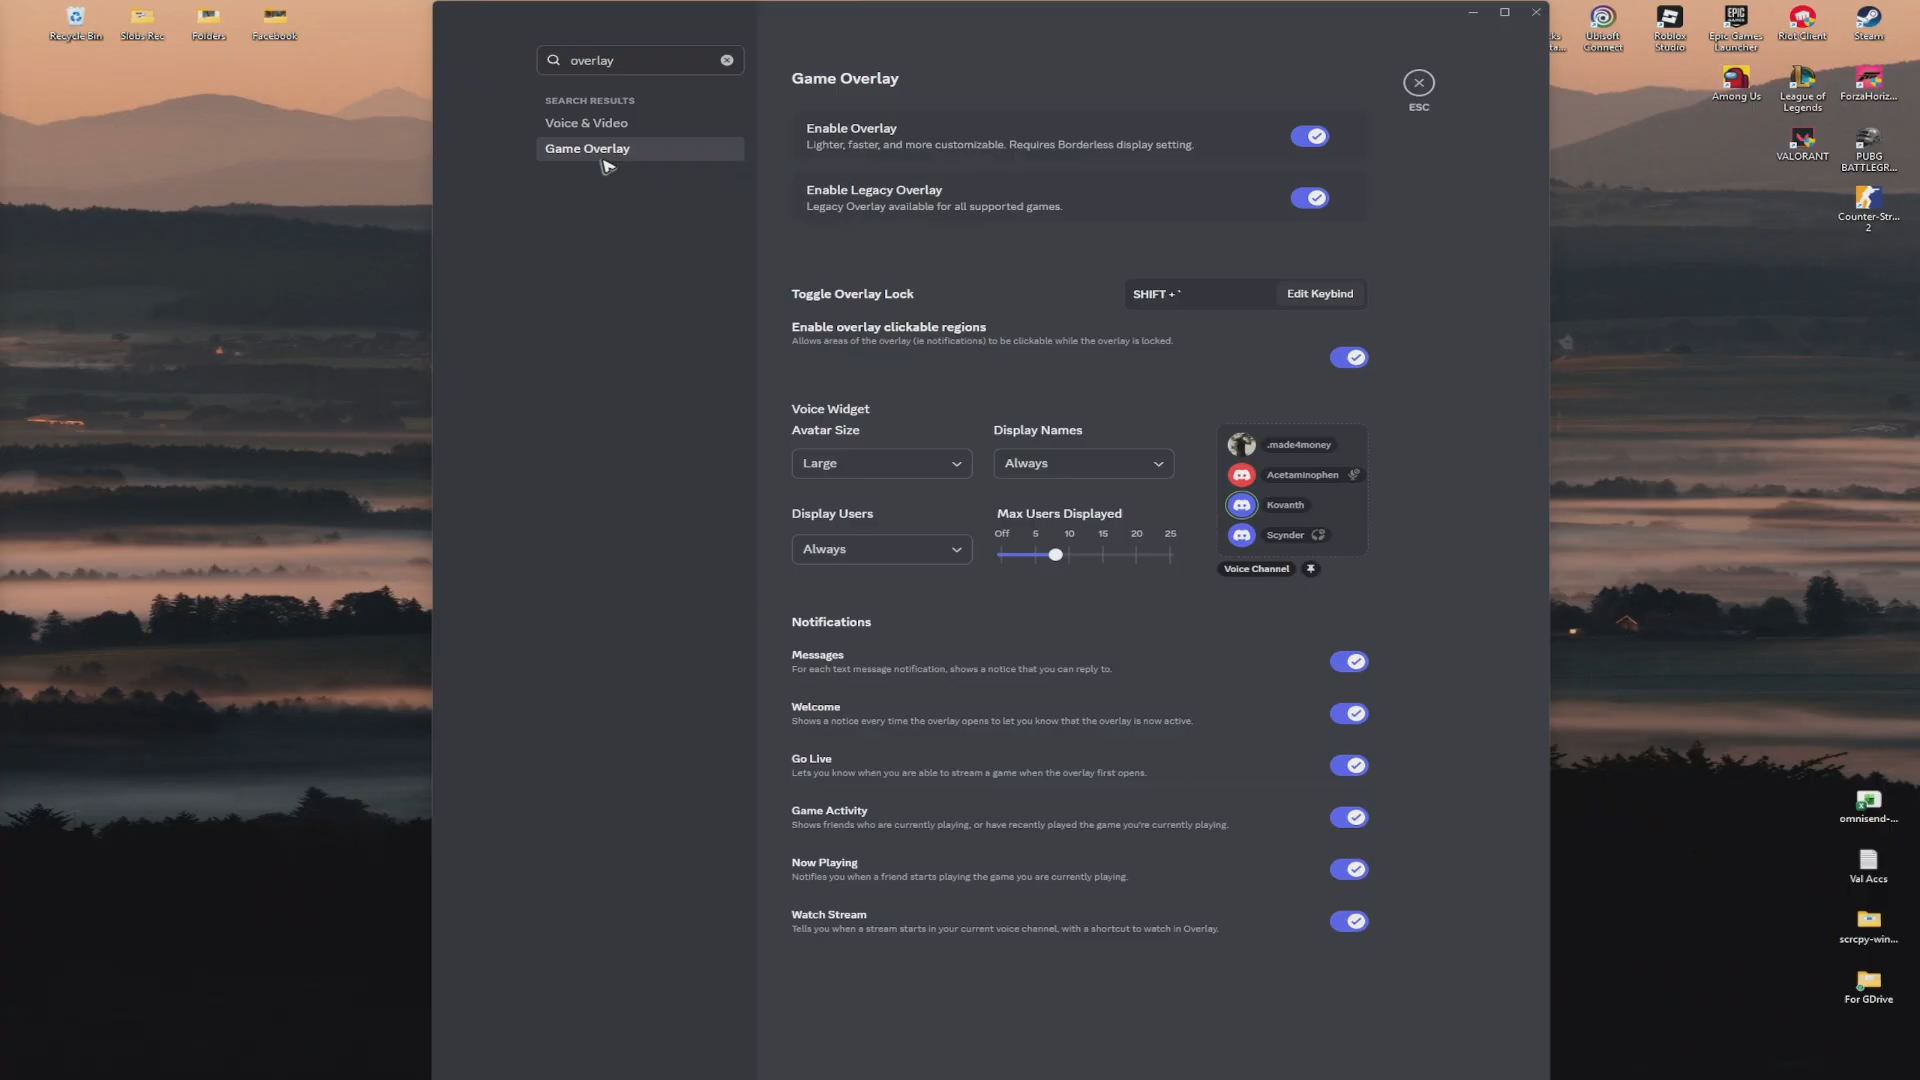 Recycle Bin
Slobs Rec
Folders
Facebook
overlay
SEARCH RESULTS
Voice & Video
Game Overlay
Game Overlay
ESC
Enable Overlay
Lighter, faster, and more customizable. Requires Borderless display setting.
Enable Legacy Overlay
Legacy Overlay available for all supported games.
Toggle Overlay Lock
SHIFT + `
Edit Keybind
Enable overlay clickable regions
Allows areas of the overlay (ie notifications) to be clickable while the overlay is locked.
Voice Widget
Avatar Size
Display Names
Large
Always
Display Users
Max Users Displayed
Off 5 10 15 20 25
Always
.made4money
Acetaminophen
Kovanth
Scynder
Voice Channel
Notifications
Messages
For each text message notification, shows a notice that you can reply to.
Welcome
Shows a notice every time the overlay opens to let you know that the overlay is now active.
Go Live
Lets you know when you are able to stream a game when the overlay first opens.
Game Activity
Shows friends who are currently playing, or have recently played the game you're currently playing.
Now Playing
Notifies you when a friend starts playing the game you are currently playing.
Watch Stream
Tells you when a stream starts in your current voice channel, with a shortcut to watch in Overlay.
Ubisoft
Connect
Roblox
Studio
EPIC
GAMES
Epic Games
Launcher
Riot Client
Steam
Among Us
League of
Legends
ForzaHoriz...
VALORANT
PUBG
BATTLEGR...
Counter-Str...
2
omnisend-...
Val Accs
scrcpy-win...
For GDrive